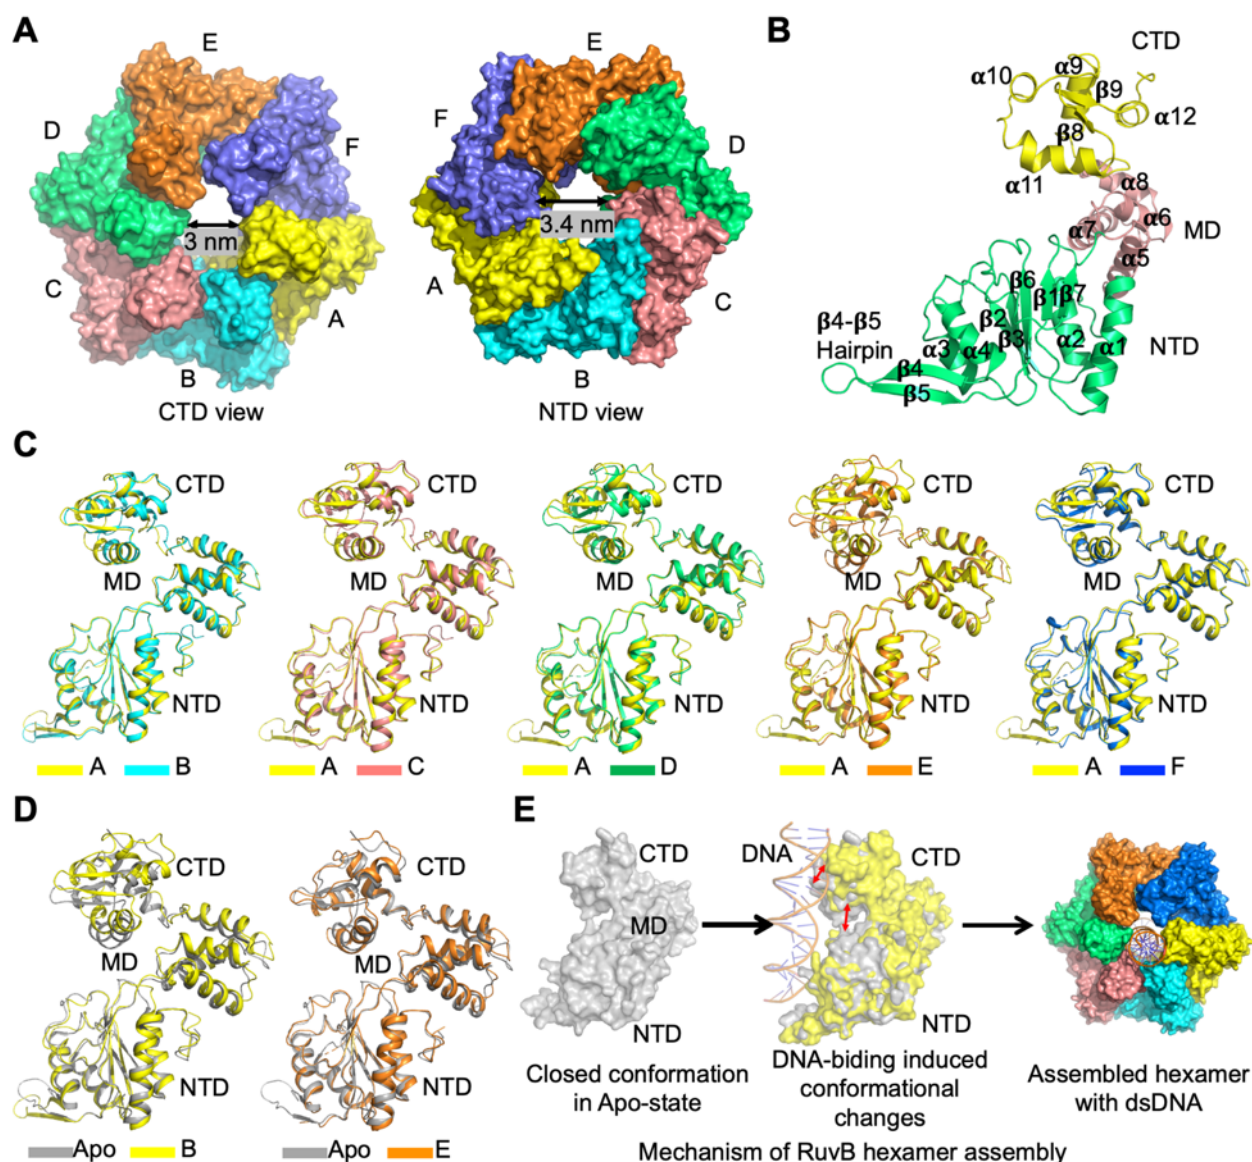 A
E
D
F
3 nm
C
A
B
CTD view
E
F
D
3.4 nm
A
C
B
NTD view
B
CTD
α10
α9
β9
α12
β8
α11
α8
α6
α7
MD
α5
β6
β1
β7
β2
β3
α2
α1
NTD
β4-β5
Hairpin
α3
α4
β4
β5
C
CTD
MD
NTD
A B
CTD
MD
NTD
A C
CTD
MD
NTD
A D
CTD
MD
NTD
A E
CTD
MD
NTD
A F
D
CTD
MD
NTD
Apo B
CTD
MD
NTD
Apo E
E
CTD
MD
NTD
Closed conformation
in Apo-state
DNA
CTD
NTD
DNA-biding induced
conformational
changes
Assembled hexamer
with dsDNA
Mechanism of RuvB hexamer assembly